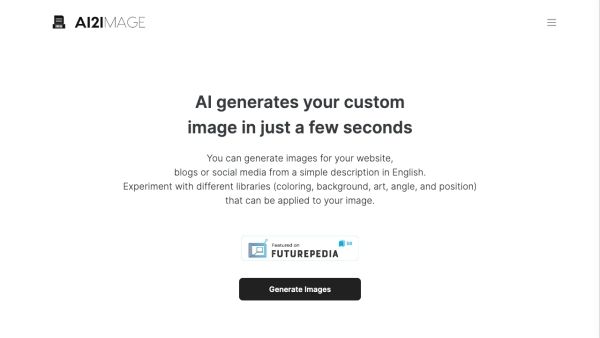 AI2IMAGE
AI generates your custom
image in just a few seconds
You can generate images for your website,
blogs or social media from a simple description in English.
Experiment with different libraries (coloring, background, art, angle, and position)
that can be applied to your image.
Featured on
FUTUREPEDIA
Generate Images